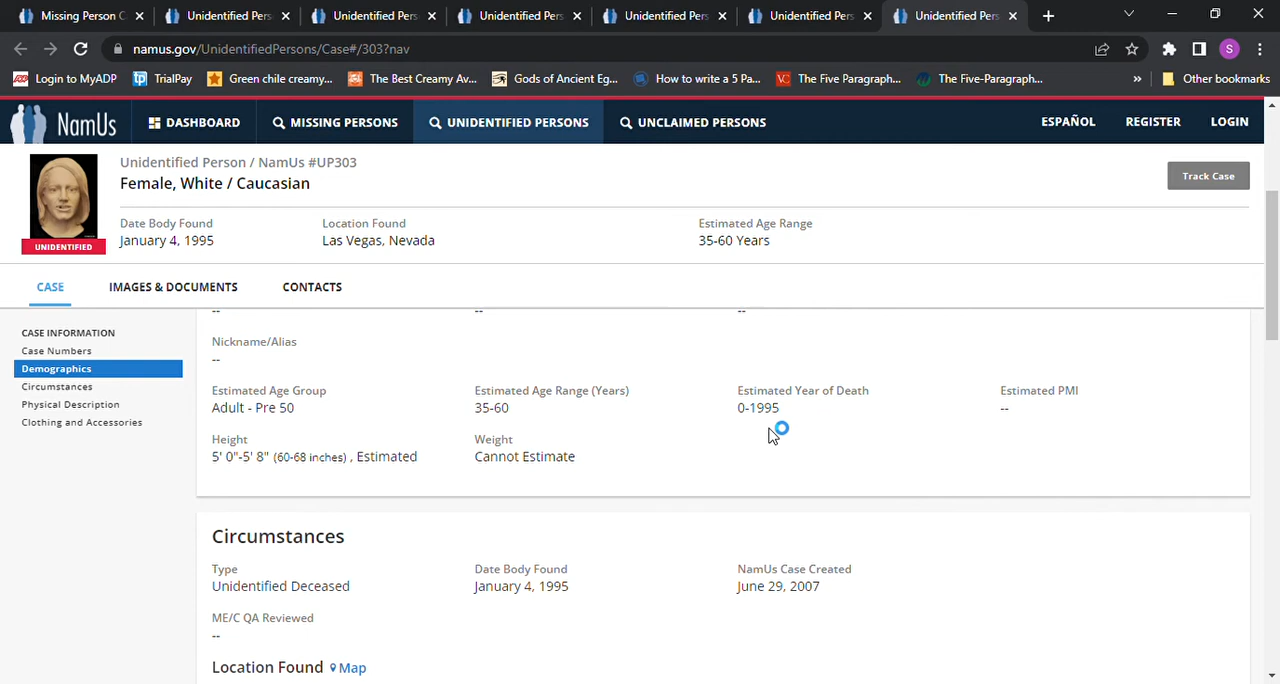 Missing Person C
Unidentified Pers
Unidentified Pers
Unidentified Pers
Unidentified Pers
Unidentified Pers
Unidentified Pers
namus.gov/UnidentifiedPersons/Case#/303?nav
S
Login to MyADP
TrialPay
Green chile creamy...
The Best Creamy Av...
Gods of Ancient Eg...
How to write a 5 Pa...
The Five Paragraph...
The Five-Paragraph...
Other bookmarks
NamUs
DASHBOARD
MISSING PERSONS
UNIDENTIFIED PERSONS
UNCLAIMED PERSONS
ESPAÑOL
REGISTER
LOGIN
Unidentified Person / NamUs #UP303
Female, White / Caucasian
Track Case
UNIDENTIFIED
Date Body Found
January 4, 1995
Location Found
Las Vegas, Nevada
Estimated Age Range
35-60 Years
CASE
IMAGES & DOCUMENTS
CONTACTS
CASE INFORMATION
Case Numbers
Demographics
Circumstances
Physical Description
Clothing and Accessories
-- -- --
Nickname/Alias
--
Estimated Age Group
Adult - Pre 50
Estimated Age Range (Years)
35-60
Estimated Year of Death
0-1995
Estimated PMI
--
Height
5' 0"-5' 8" (60-68 inches) , Estimated
Weight
Cannot Estimate
Circumstances
Type
Unidentified Deceased
Date Body Found
January 4, 1995
NamUs Case Created
June 29, 2007
ME/C QA Reviewed
--
Location Found Map